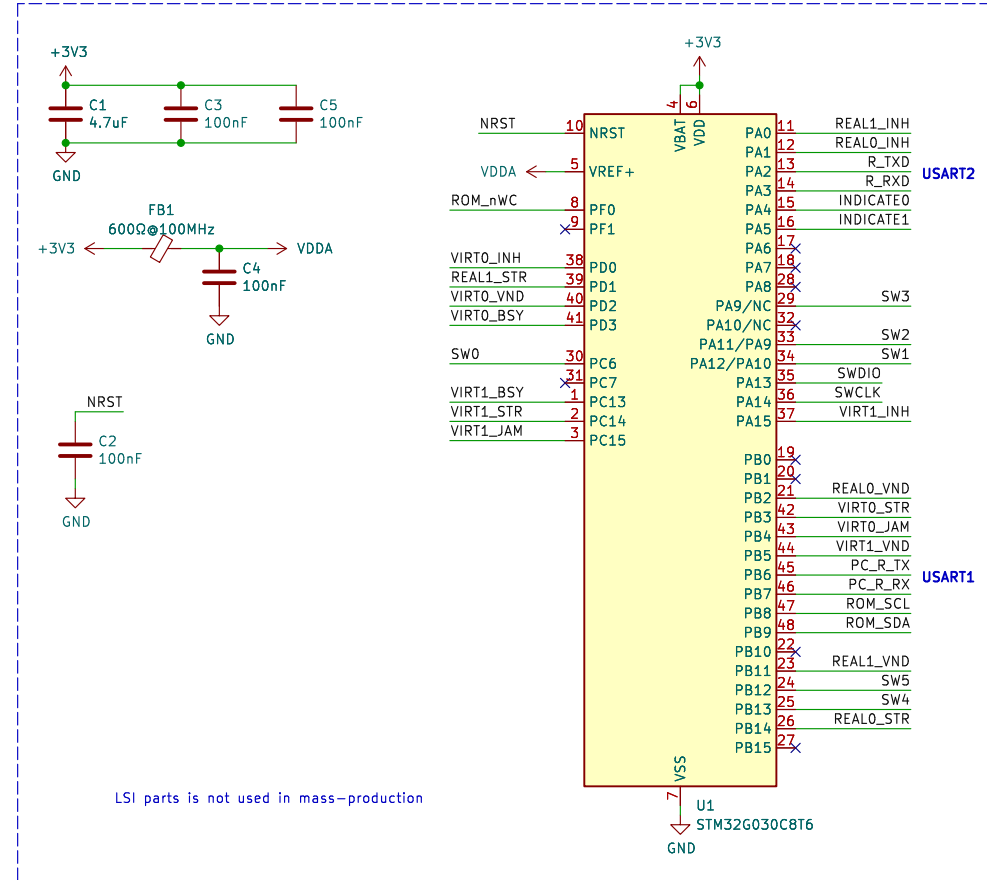 +3V3
C1
4.7uF
C3
100nF
C5
100nF
GND
FB1
600Ω@100MHz
+3V3
VDDA
C4
100nF
GND
NRST
C2
100nF
GND
LSI parts is not used in mass-production
+3V3
4
6
VBAT
VDD
NRST 10 NRST
VDDA 5 VREF+
ROM_nWC 8 PF0
9 PF1
VIRT0_INH 38 PD0
REAL1_STR 39 PD1
VIRT0_VND 40 PD2
VIRT0_BSY 41 PD3
SW0 30 PC6
31 PC7
VIRT1_BSY 1 PC13
VIRT1_STR 2 PC14
VIRT1_JAM 3 PC15
PA0 11 REAL1_INH
PA1 12 REAL0_INH
PA2 13 R_TXD
USART2
PA3 14 R_RXD
PA4 15 INDICATE0
PA5 16 INDICATE1
PA6 17
PA7 18
PA8 28
PA9/NC 29 SW3
PA10/NC 32
PA11/PA9 33 SW2
PA12/PA10 34 SW1
PA13 35 SWDIO
PA14 36 SWCLK
PA15 37 VIRT1_INH
PB0 19
PB1 20
PB2 21 REAL0_VND
PB3 42 VIRT0_STR
PB4 43 VIRT0_JAM
PB5 44 VIRT1_VND
PB6 45 PC_R_TX
USART1
PB7 46 PC_R_RX
PB8 47 ROM_SCL
PB9 48 ROM_SDA
PB10 22
PB11 23 REAL1_VND
PB12 24 SW5
PB13 25 SW4
PB14 26 REAL0_STR
PB15 27
VSS
7
U1
STM32G030C8T6
GND